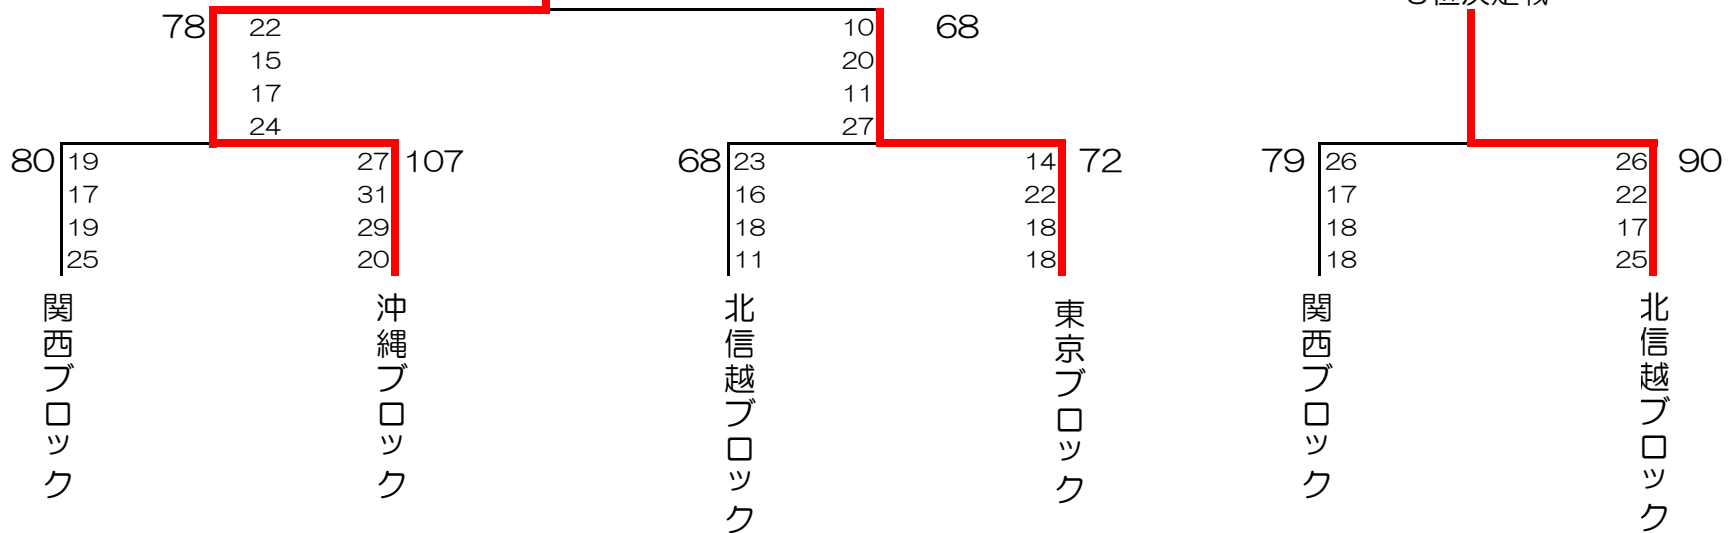 78 22 10 68
15 20
17 11
24 27
80 19 27 107 68 23 14 72 79 26 26 90
17 31 16 22 17 22
19 29 18 18 18 17
25 20 11 18 18 25
関西ブロック
沖縄ブロック
北信越ブロック
東京ブロック
関西ブロック
北信越ブロック